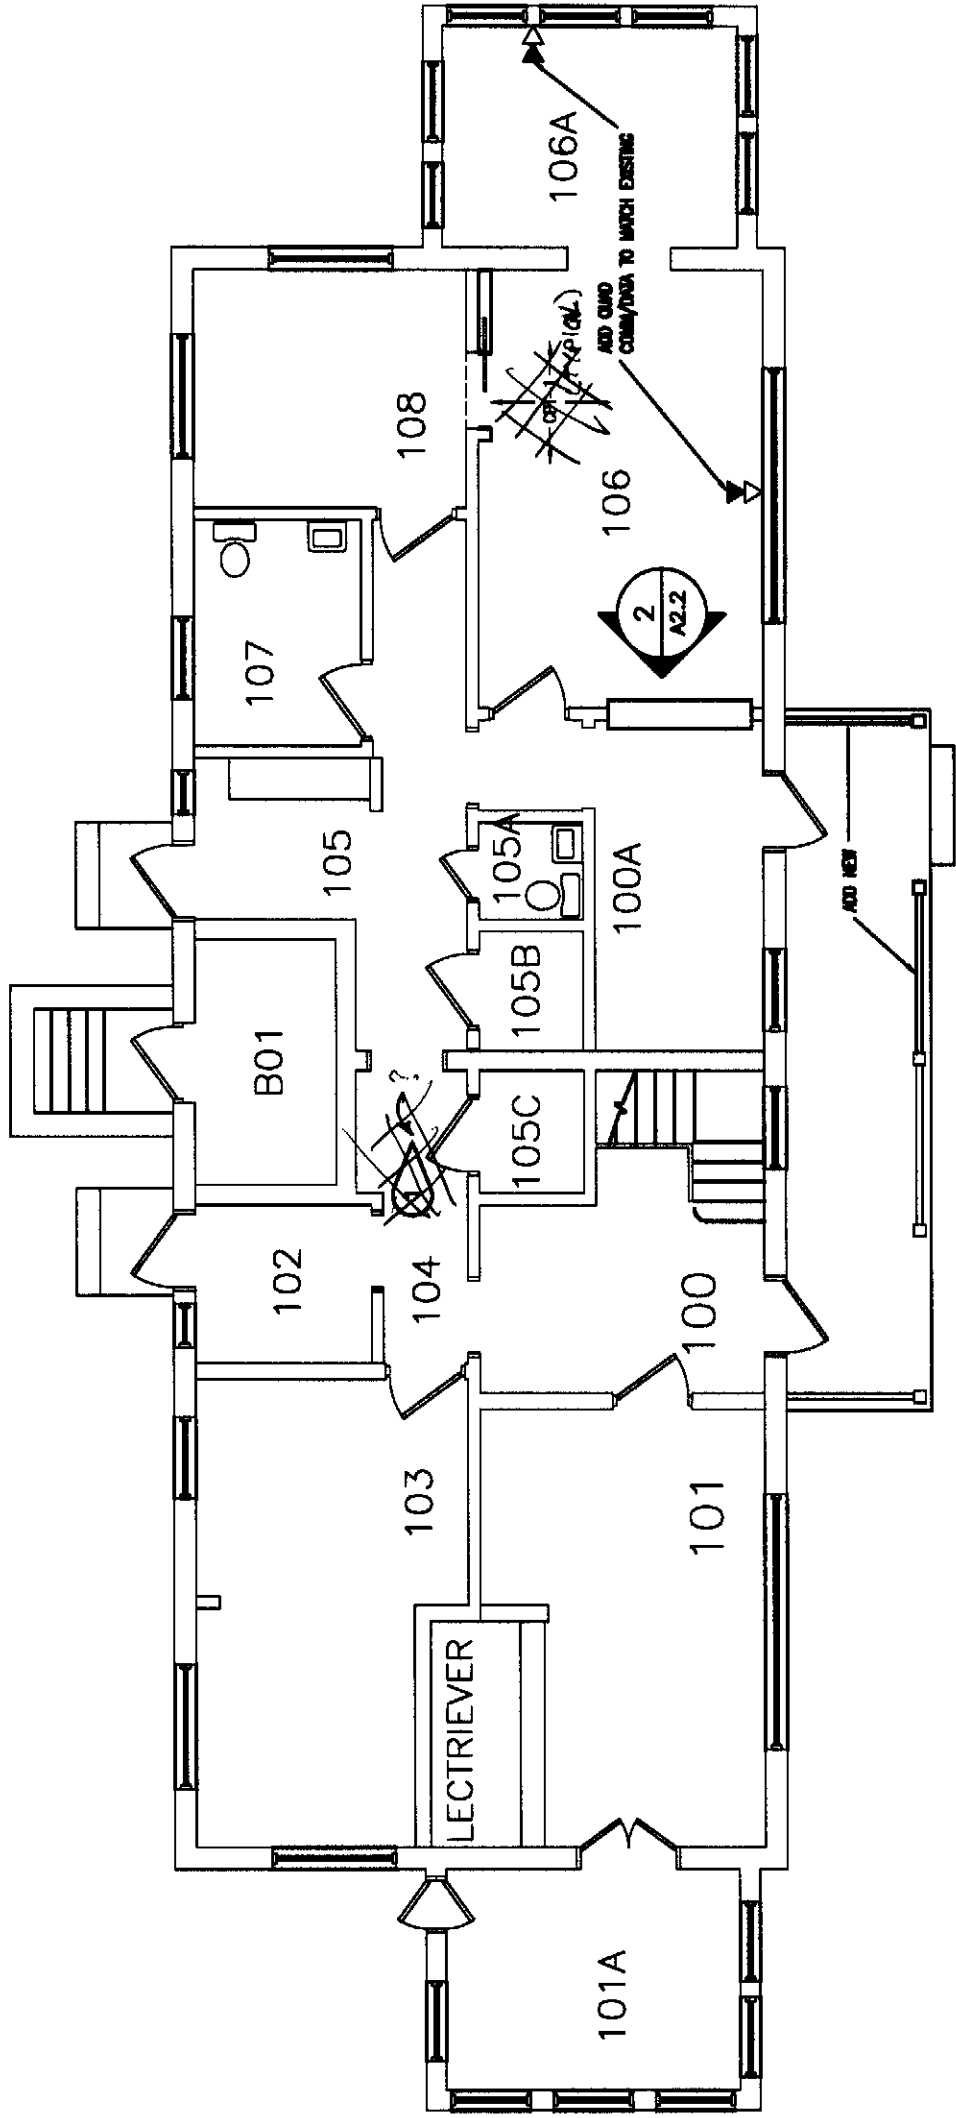 101A
LECTRIEVER
101
103
102
104
100
B01
105C
105B
105A
100A
105
107
108
106
106A
2
A2.2
ADD QUAD
COMM/DATA TO MATCH EXISTING
ADD NEW
(TYPICAL)
?